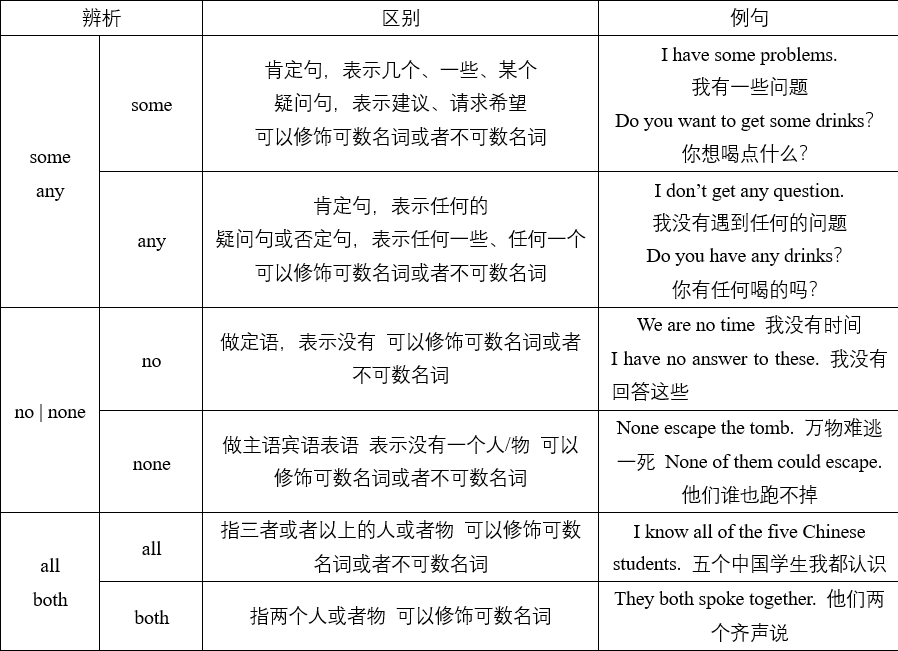 辨析 区别 例句
some
any
some
肯定句，表示几个、一些、某个
疑问句，表示建议、请求希望
可以修饰可数名词或者不可数名词
I have some problems.
我有一些问题
Do you want to get some drinks?
你想喝点什么?
any
肯定句，表示任何的
疑问句或否定句，表示任何一些、任何一个
可以修饰可数名词或者不可数名词
I don’t get any question.
我没有遇到任何的问题
Do you have any drinks?
你有任何喝的吗?
no | none
no
做定语，表示没有 可以修饰可数名词或者
不可数名词
We are no time 我没有时间
I have no answer to these. 我没有
回答这些
none
做主语宾语表语 表示没有一个人/物 可以
修饰可数名词或者不可数名词
None escape the tomb. 万物难逃
一死 None of them could escape.
他们谁也跑不掉
all
both
all
指三者或者以上的人或者物 可以修饰可数
名词或者不可数名词
I know all of the five Chinese
students. 五个中国学生我都认识
both
指两个人或者物 可以修饰可数名词
They both spoke together. 他们两
个齐声说